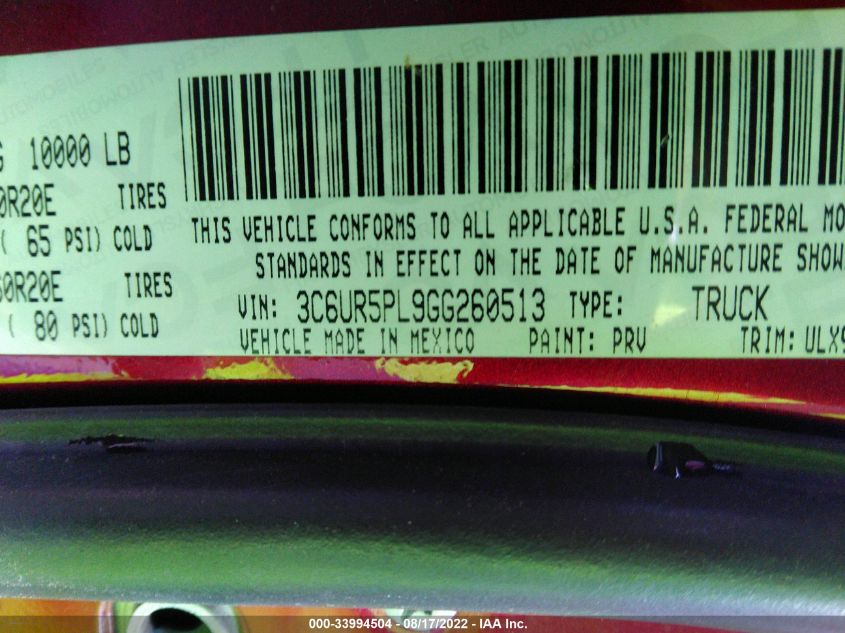 G 10000 LB
0R20E TIRES
( 65 PSI) COLD
60R20E TIRES
( 80 PSI) COLD
THIS VEHICLE CONFORMS TO ALL APPLICABLE U.S.A. FEDERAL MO
STANDARDS IN EFFECT ON THE DATE OF MANUFACTURE SHOW
VIN: 3C6UR5PL9GG260513 TYPE: TRUCK
VEHICLE MADE IN MEXICO PAINT: PRV TRIM: ULX9
000-33994504 - 08/17/2022 - IAA Inc.